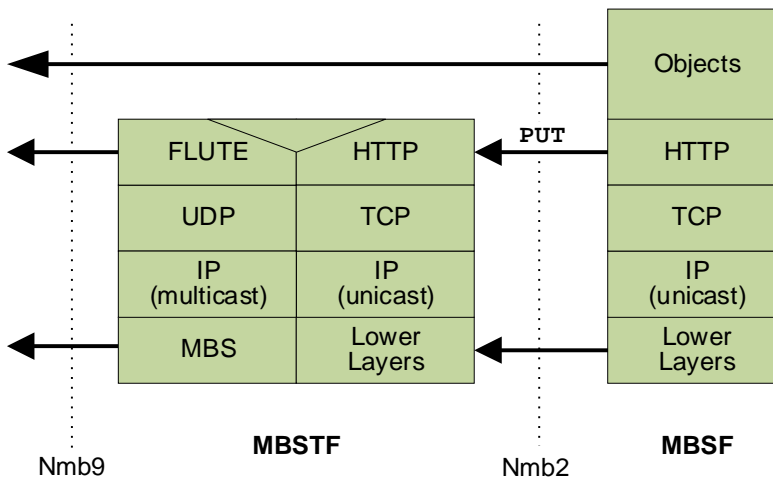 Objects
PUT
FLUTE HTTP HTTP
UDP TCP TCP
IP (multicast) IP (unicast) IP (unicast)
MBS Lower Layers Lower Layers
MBSTF MBSF
Nmb9 Nmb2